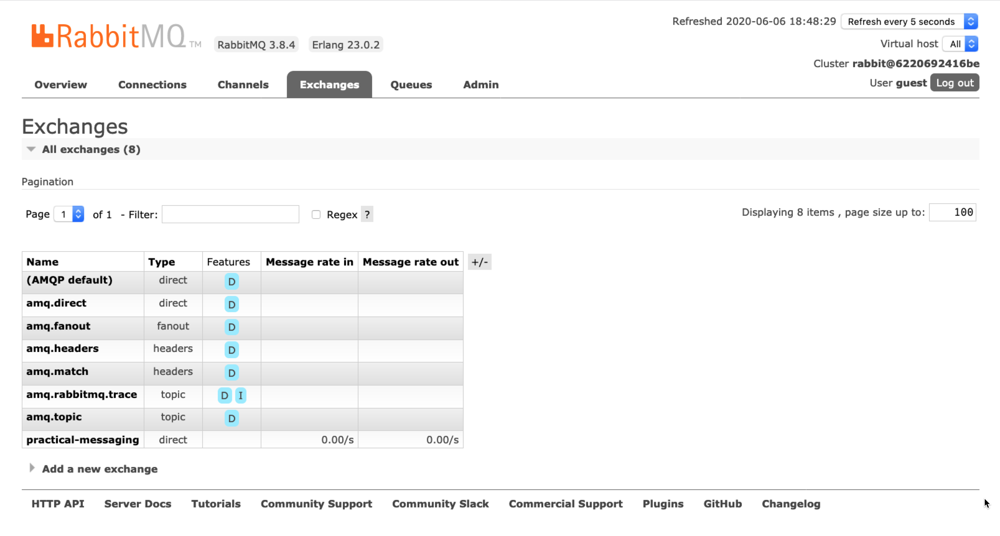 RabbitMQ TM RabbitMQ 3.8.4 Erlang 23.0.2
Refreshed 2020-06-06 18:48:29 Refresh every 5 seconds
Virtual host All
Cluster rabbit@6220692416be
User guest Log out
Overview Connections Channels Exchanges Queues Admin
Exchanges
All exchanges (8)
Pagination
Page 1 of 1 - Filter: Regex ? Displaying 8 items , page size up to: 100
Name Type Features Message rate in Message rate out +/-
(AMQP default) direct D
amq.direct direct D
amq.fanout fanout D
amq.headers headers D
amq.match headers D
amq.rabbitmq.trace topic D I
amq.topic topic D
practical-messaging direct 0.00/s 0.00/s
Add a new exchange
HTTP API Server Docs Tutorials Community Support Community Slack Commercial Support Plugins GitHub Changelog